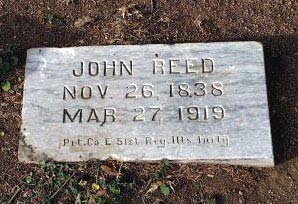 JOHN REED
NOV. 26, 1838
MAR. 27, 1919
Pvt. Co E 51st. Reg. Ills. Infty.